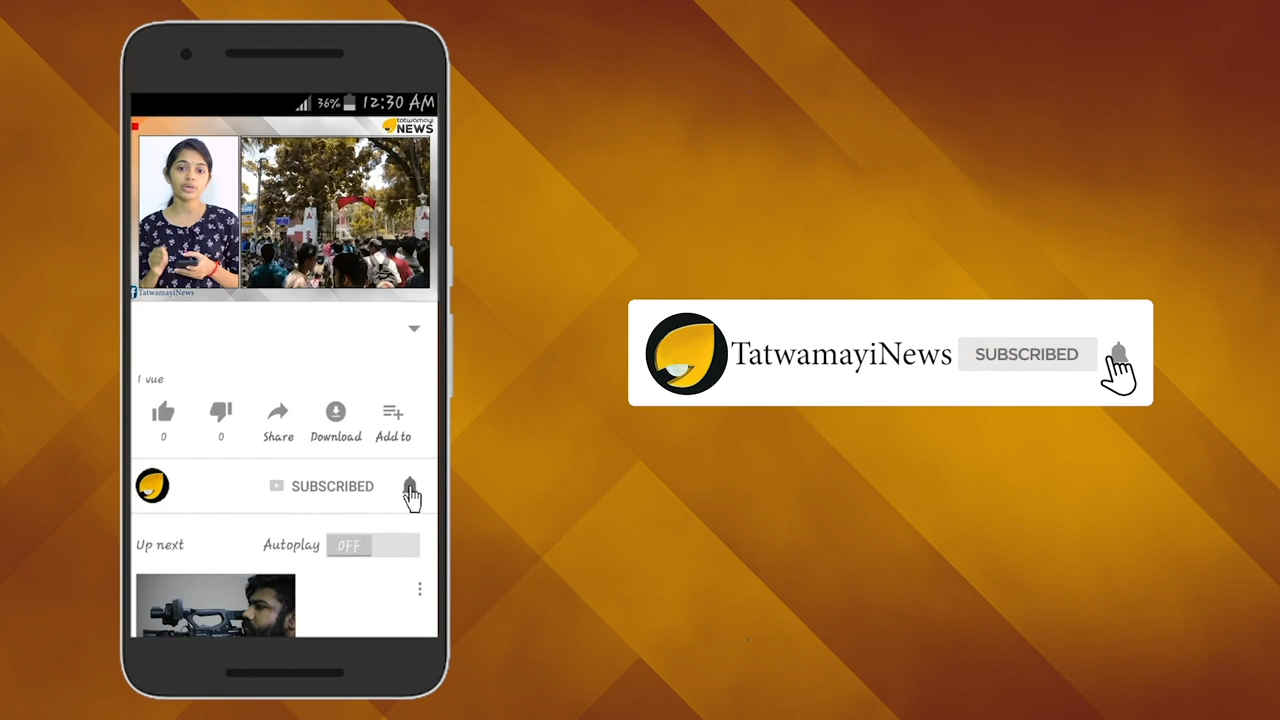 36% 12:30 AM
tatwamayi
NEWS
TatwamayiNews
1 vue
0 0 Share Download Add to
SUBSCRIBED
Up next Autoplay OFF
TatwamayiNews SUBSCRIBED